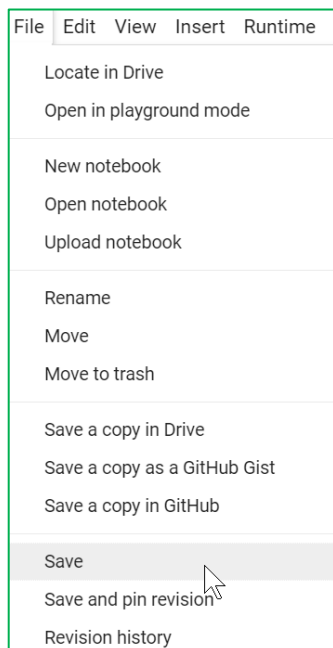 File Edit View Insert Runtime
Locate in Drive
Open in playground mode
New notebook
Open notebook
Upload notebook
Rename
Move
Move to trash
Save a copy in Drive
Save a copy as a GitHub Gist
Save a copy in GitHub
Save
Save and pin revision
Revision history